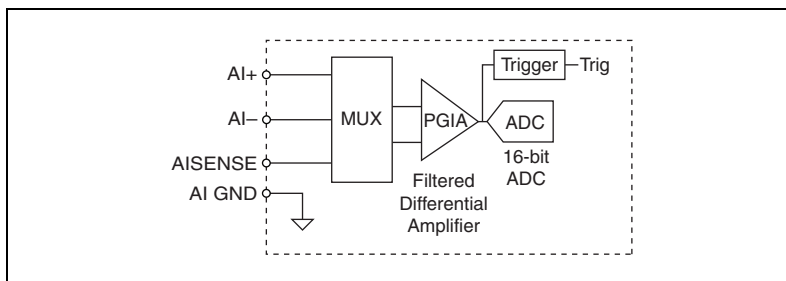 AI+
AI–
AISENSE
AI GND
MUX
PGIA
Filtered
Differential
Amplifier
Trigger
Trig
ADC
16-bit
ADC